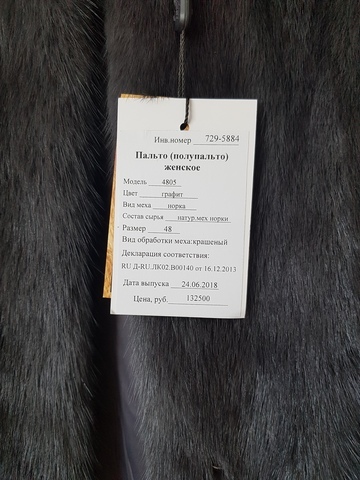 Инв.номер 729-5884
Пальто (полупальто)
женское
Модель 4805
Цвет графит
Вид меха норка
Состав сырья натур.мех норки
Размер 48
Вид обработки меха:крашеный
Декларация соответствия:
RU Д-RU.ЛК02.В00140 от 16.12.2013
Дата выпуска 24.06.2018
Цена, руб. 132500